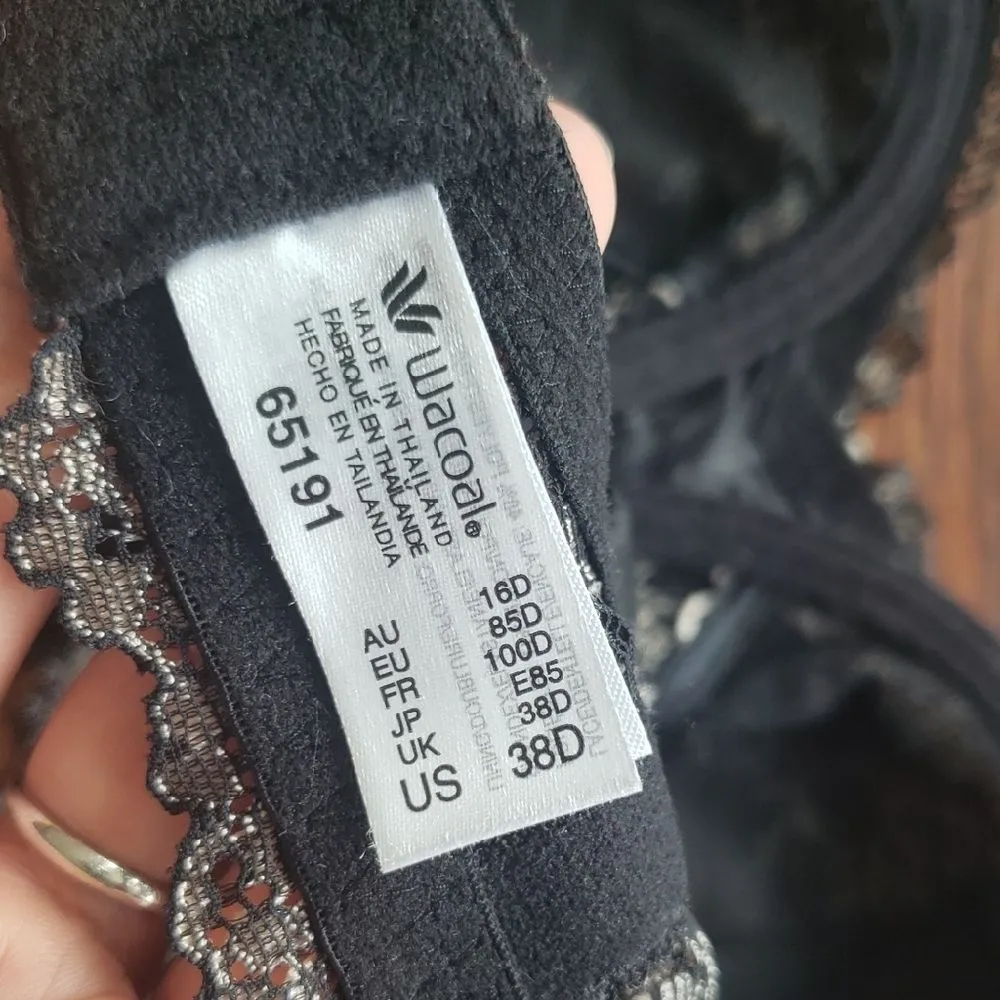 wacoal®
MADE IN THAILAND
FABRIQUÉ EN THAÏLANDE
HECHO EN TAILANDIA
65191
AU 16D
EU 85D
FR 100D
JP E85
UK 38D
US 38D